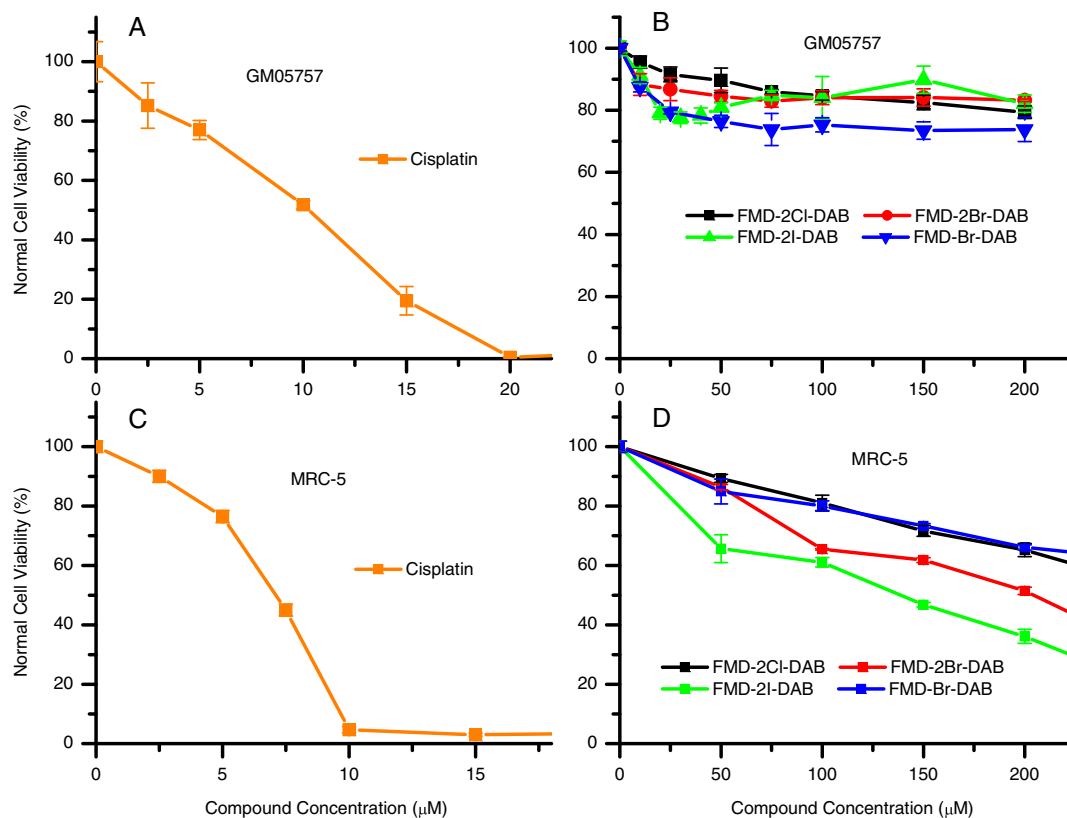 A
GM05757
Cisplatin
Normal Cell Viability (%)
100
80
60
40
20
0
0 5 10 15 20
B
GM05757
FMD-2Cl-DAB FMD-2Br-DAB
FMD-2I-DAB FMD-Br-DAB
100
80
60
40
20
0
0 50 100 150 200
C
MRC-5
Cisplatin
Normal Cell Viability (%)
100
80
60
40
20
0
0 5 10 15
Compound Concentration (μM)
D
MRC-5
FMD-2Cl-DAB FMD-2Br-DAB
FMD-2I-DAB FMD-Br-DAB
100
80
60
40
20
0
0 50 100 150 200
Compound Concentration (μM)